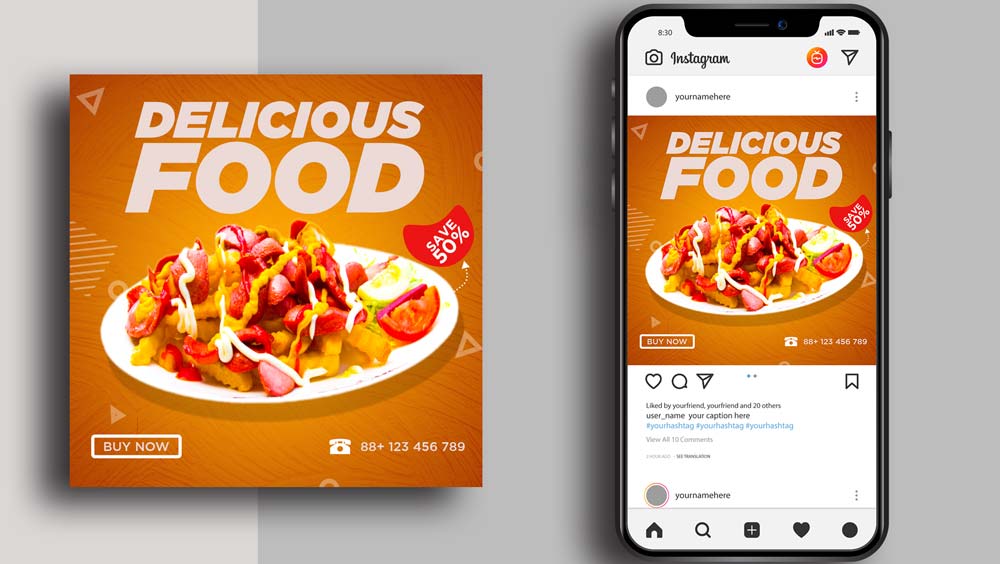 DELICIOUS
FOOD
SAVE
50%
BUY NOW
88+ 123 456 789
8:30
Instagram
yournamehere
DELICIOUS
FOOD
SAVE
50%
BUY NOW
88+ 123 456 789
Liked by yourfriend, yourfriend and 20 others
user_name your caption here
#yourhashtag #yourhashtag #yourhashtag
View All 10 Comments
2 HOUR AGO • SEE TRANSLATION
yournamehere